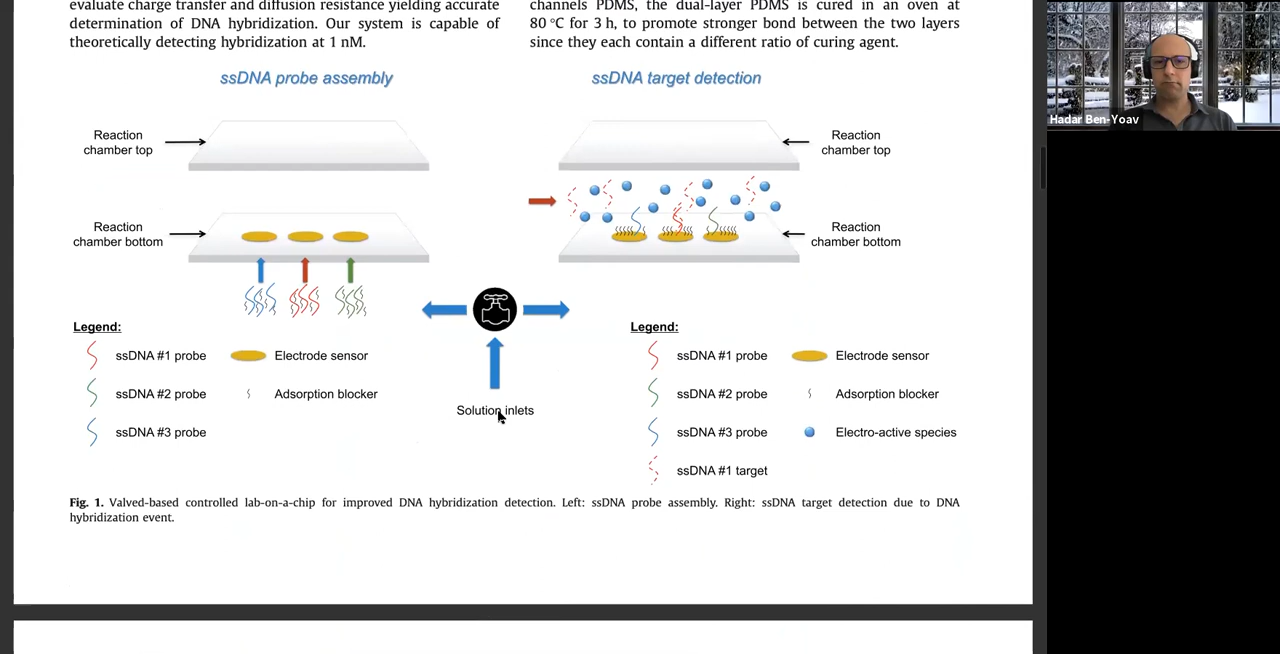 evaluate charge transfer and diffusion resistance yielding accurate
determination of DNA hybridization. Our system is capable of
theoretically detecting hybridization at 1 nM.
channels PDMS, the dual-layer PDMS is cured in an oven at
80 °C for 3 h, to promote stronger bond between the two layers
since they each contain a different ratio of curing agent.
ssDNA probe assembly
Reaction
chamber top
Reaction
chamber bottom
Legend:
ssDNA #1 probe
Electrode sensor
ssDNA #2 probe
Adsorption blocker
ssDNA #3 probe
Solution inlets
ssDNA target detection
Reaction
chamber top
Reaction
chamber bottom
Legend:
ssDNA #1 probe
Electrode sensor
ssDNA #2 probe
Adsorption blocker
ssDNA #3 probe
Electro-active species
ssDNA #1 target
Fig. 1. Valved-based controlled lab-on-a-chip for improved DNA hybridization detection. Left: ssDNA probe assembly. Right: ssDNA target detection due to DNA
hybridization event.
Hadar Ben-Yoav